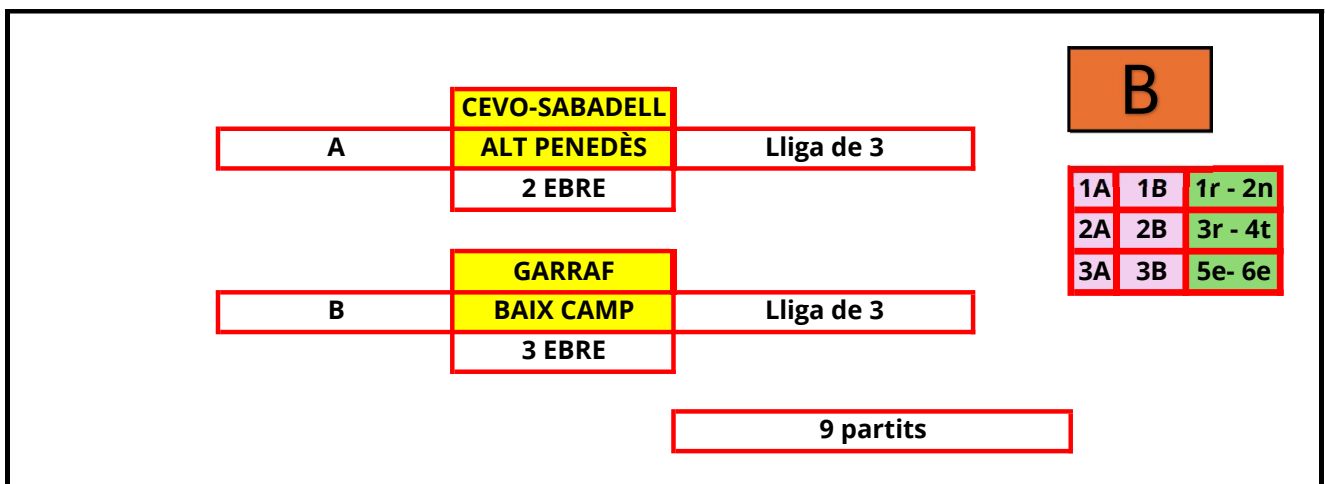 B
CEVO-SABADELL
A ALT PENEDÈS Lliga de 3
2 EBRE
1A 1B 1r - 2n
2A 2B 3r - 4t
3A 3B 5e- 6e
GARRAF
B BAIX CAMP Lliga de 3
3 EBRE
9 partits